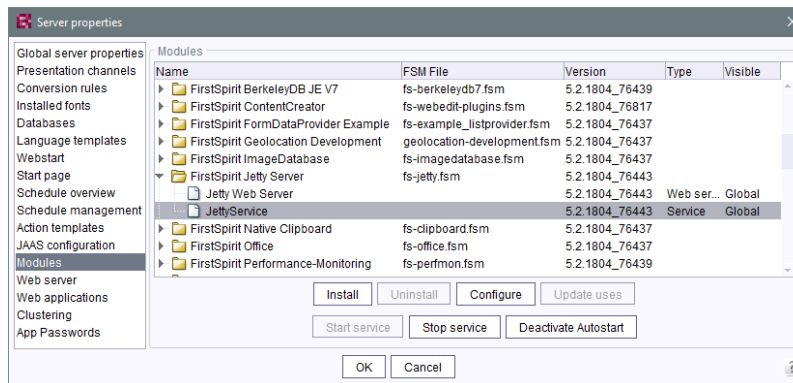 Server properties
Global server properties
Presentation channels
Conversion rules
Installed fonts
Databases
Language templates
Webstart
Start page
Schedule overview
Schedule management
Action templates
JAAS configuration
Modules
Web server
Web applications
Clustering
App Passwords
Modules
Name FSM File Version Type Visible
FirstSpirit BerkeleyDB JE V7 fs-berkeleydb7.fsm 5.2.1804_76439
FirstSpirit ContentCreator fs-webedit-plugins.fsm 5.2.1804_76817
FirstSpirit FormDataProvider Example fs-example_listprovider.fsm 5.2.1804_76437
FirstSpirit Geolocation Development geolocation-development.fsm 5.2.1804_76437
FirstSpirit ImageDatabase fs-imagedatabase.fsm 5.2.1804_76437
FirstSpirit Jetty Server fs-jetty.fsm 5.2.1804_76443
Jetty Web Server 5.2.1804_76443 Web ser... Global
JettyService 5.2.1804_76443 Service Global
FirstSpirit Native Clipboard fs-clipboard.fsm 5.2.1804_76437
FirstSpirit Office fs-office.fsm 5.2.1804_76437
FirstSpirit Performance-Monitoring fs-perfmon.fsm 5.2.1804_76439
Install Uninstall Configure Update uses
Start service Stop service Deactivate Autostart
OK Cancel